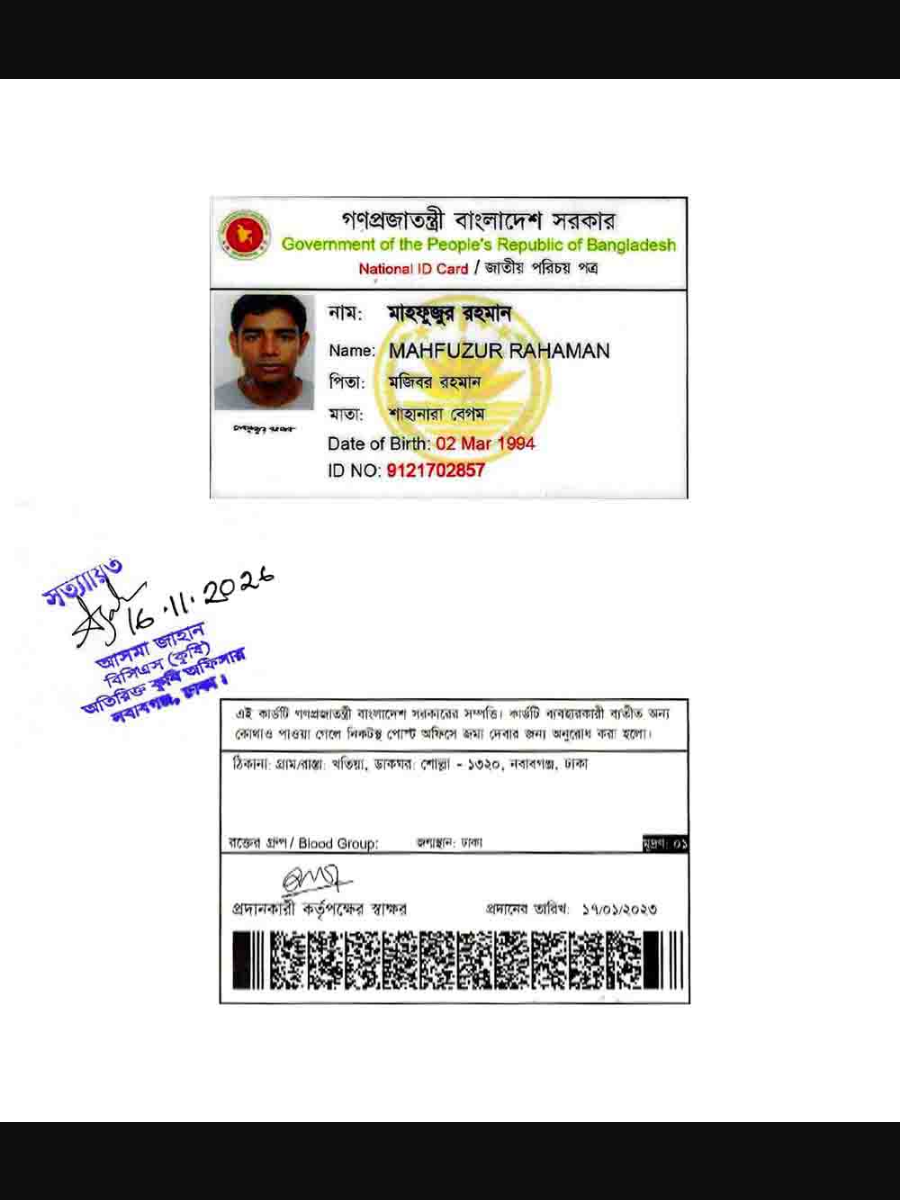 গণপ্রজাতন্ত্রী বাংলাদেশ সরকার
Government of the People's Republic of Bangladesh
National ID Card / জাতীয় পরিচয় পত্র
নাম: মাহফুজুর রহমান
Name: MAHFUZUR RAHAMAN
পিতা: মজিবর রহমান
মাতা: শাহানারা বেগম
Date of Birth: 02 Mar 1994
ID NO: 9121702857
সত্যায়িত
16.11.2026
আসমা জাহান
বিসিএস (কৃষি)
অতিরিক্ত কৃষি অফিসার
নবাবগঞ্জ, ঢাকা।
এই কার্ডটি গণপ্রজাতন্ত্রী বাংলাদেশ সরকারের সম্পত্তি। কার্ডটি ব্যবহারকারী ব্যতীত অন্য
কোথাও পাওয়া গেলে নিকটস্থ পোস্ট অফিসে জমা দেবার জন্য অনুরোধ করা হলো।
ঠিকানা: গ্রাম/রাস্তা: খতিয়া, ডাকঘর: শোল্লা - ১৩২০, নবাবগঞ্জ, ঢাকা
রক্তের গ্রুপ / Blood Group: জন্মস্থান: ঢাকা মুদ্রণ: ০১
প্রদানকারী কর্তৃপক্ষের স্বাক্ষর প্রদানের তারিখ: ১৭/০১/২০২৩